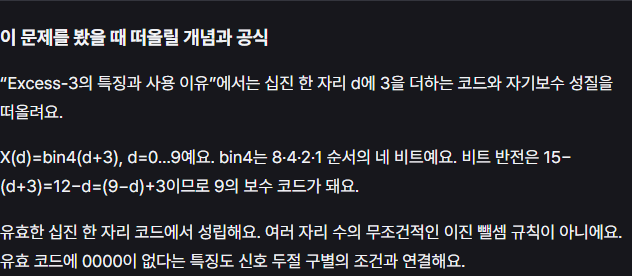 이 문제를 봤을 때 떠올릴 개념과 공식
“Excess-3의 특징과 사용 이유”에서는 십진 한 자리 d에 3을 더하는 코드와 자기보수 성질을
떠올려요.
X(d)=bin4(d+3), d=0…9예요. bin4는 8·4·2·1 순서의 네 비트예요. 비트 반전은 15−
(d+3)=12−d=(9−d)+3이므로 9의 보수 코드가 돼요.
유효한 십진 한 자리 코드에서 성립해요. 여러 자리 수의 무조건적인 이진 뺄셈 규칙이 아니에요.
유효 코드에 0000이 없다는 특징도 신호 두절 구별의 조건과 연결해요.